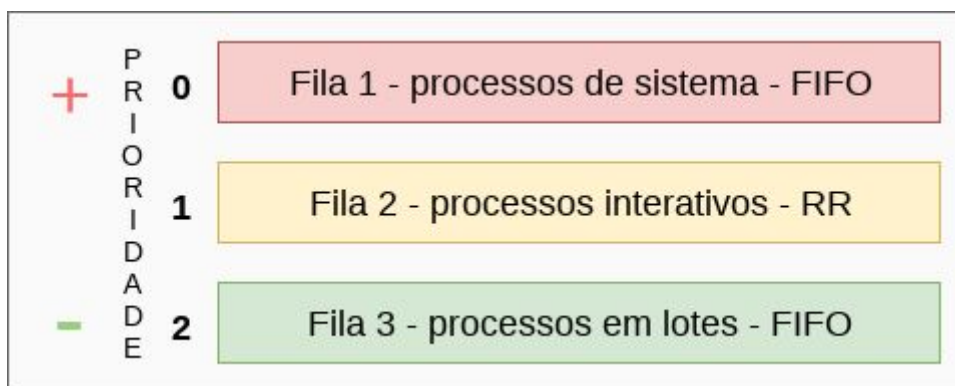 +
PRIORIDADE
-
0
Fila 1 - processos de sistema - FIFO
1
Fila 2 - processos interativos - RR
2
Fila 3 - processos em lotes - FIFO